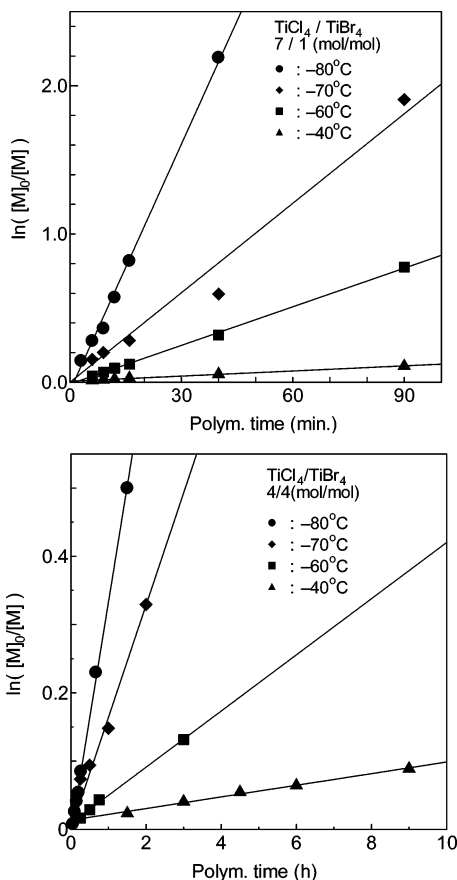 TiCl4 / TiBr4
7 / 1 (mol/mol)
● : –80°C
◆ : –70°C
■ : –60°C
▲ : –40°C
2.0
1.0
0.0
0 30 60 90
ln( [M]0/[M] )
Polym. time (min.)
TiCl4/TiBr4
4/4(mol/mol)
● : –80°C
◆ : –70°C
■ : –60°C
▲ : –40°C
0.4
0.2
0
0 2 4 6 8 10
ln( [M]0/[M] )
Polym. time (h)